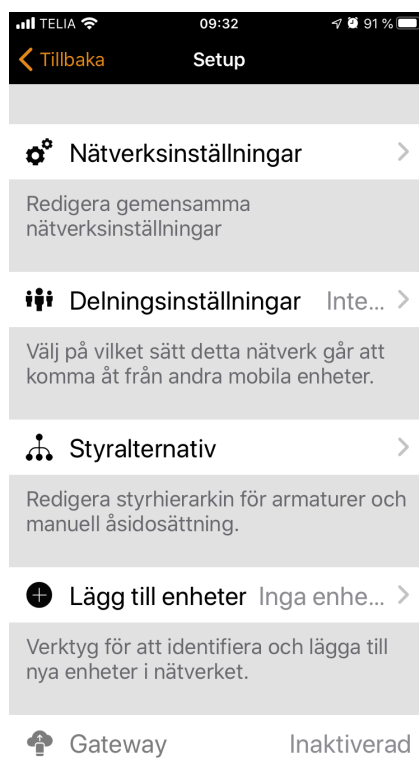 TELIA 09:32 91 %
Tillbaka Setup
Nätverksinställningar
Redigera gemensamma
nätverksinställningar
Delningsinställningar Inte...
Välj på vilket sätt detta nätverk går att
komma åt från andra mobila enheter.
Styralternativ
Redigera styrhierarkin för armaturer och
manuell åsidosättning.
Lägg till enheter Inga enhe...
Verktyg för att identifiera och lägga till
nya enheter i nätverket.
Gateway Inaktiverad